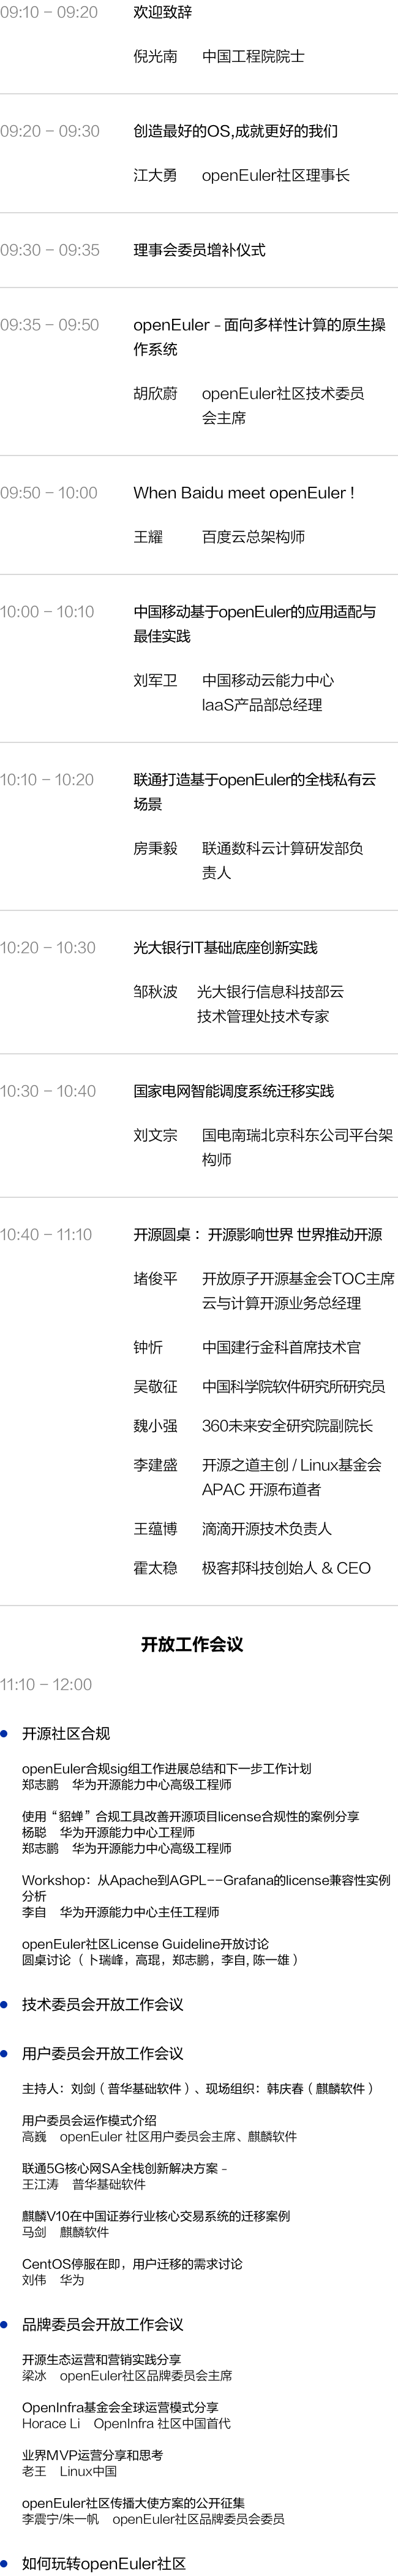 09:10 – 09:20
欢迎致辞
倪光南 中国工程院院士
09:20 – 09:30
创造最好的OS,成就更好的我们
江大勇 openEuler社区理事长
09:30 – 09:35
理事会委员增补仪式
09:35 – 09:50
openEuler - 面向多样性计算的原生操
作系统
胡欣蔚 openEuler社区技术委员
会主席
09:50 – 10:00
When Baidu meet openEuler !
王耀 百度云总架构师
10:00 – 10:10
中国移动基于openEuler的应用适配与
最佳实践
刘军卫 中国移动云能力中心
IaaS产品部总经理
10:10 – 10:20
联通打造基于openEuler的全栈私有云
场景
房秉毅 联通数科云计算研发部负
责人
10:20 – 10:30
光大银行IT基础底座创新实践
邹秋波 光大银行信息科技部云
技术管理处技术专家
10:30 – 10:40
国家电网智能调度系统迁移实践
刘文宗 国电南瑞北京科东公司平台架
构师
10:40 – 11:10
开源圆桌： 开源影响世界 世界推动开源
堵俊平 开放原子开源基金会TOC主席
云与计算开源业务总经理
钟忻 中国建行金科首席技术官
吴敬征 中国科学院软件研究所研究员
魏小强 360未来安全研究院副院长
李建盛 开源之道主创 / Linux基金会
APAC 开源布道者
王蕴博 滴滴开源技术负责人
霍太稳 极客邦科技创始人 & CEO
开放工作会议
11:10 – 12:00
开源社区合规
openEuler合规sig组工作进展总结和下一步工作计划
郑志鹏 华为开源能力中心高级工程师
使用“貂蝉”合规工具改善开源项目license合规性的案例分享
杨聪 华为开源能力中心工程师
郑志鹏 华为开源能力中心高级工程师
Workshop：从Apache到AGPL--Grafana的license兼容性实例
分析
李自 华为开源能力中心主任工程师
openEuler社区License Guideline开放讨论
圆桌讨论（卜瑞峰，高琨，郑志鹏，李自, 陈一雄）
技术委员会开放工作会议
用户委员会开放工作会议
主持人：刘剑（普华基础软件）、现场组织：韩庆春（麒麟软件）
用户委员会运作模式介绍
高巍 openEuler 社区用户委员会主席、麒麟软件
联通5G核心网SA全栈创新解决方案 -
王江涛 普华基础软件
麒麟V10在中国证券行业核心交易系统的迁移案例
马剑 麒麟软件
CentOS停服在即，用户迁移的需求讨论
刘伟 华为
品牌委员会开放工作会议
开源生态运营和营销实践分享
梁冰 openEuler社区品牌委员会主席
OpenInfra基金会全球运营模式分享
Horace Li OpenInfra 社区中国首代
业界MVP运营分享和思考
老王 Linux中国
openEuler社区传播大使方案的公开征集
李震宁/朱一帆 openEuler社区品牌委员会委员
如何玩转openEuler社区